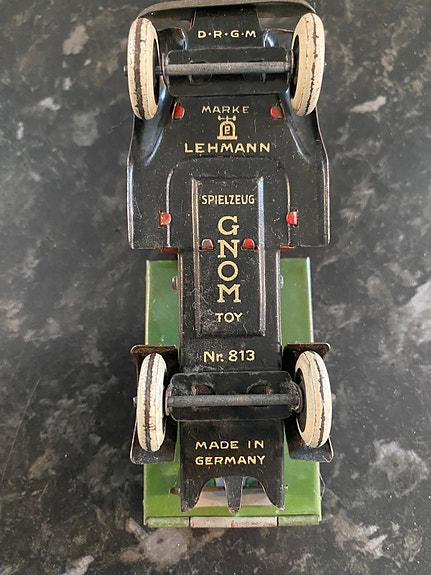 D·R·G·M
MARKE
LEHMANN
SPIELZEUG
GNOM
TOY
Nr. 813
MADE IN
GERMANY